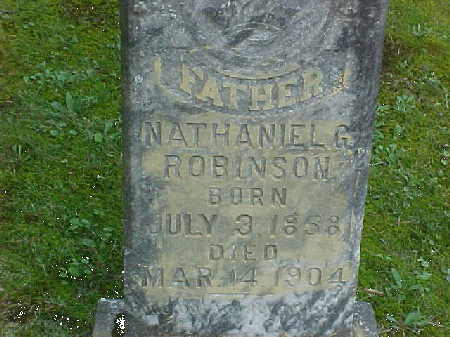 FATHER
NATHANIEL G.
ROBINSON
BORN
JULY 3, 1858
DIED
MAR. 14, 1904